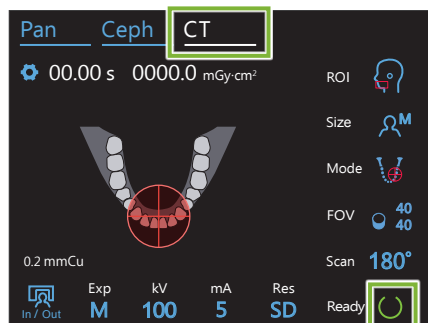 Pan Ceph CT
00.00 s 0000.0 mGy·cm²
ROI
Size M
Mode
FOV 40 40
0.2 mmCu
Scan 180°
In / Out
Exp kV mA Res
M 100 5 SD
Ready